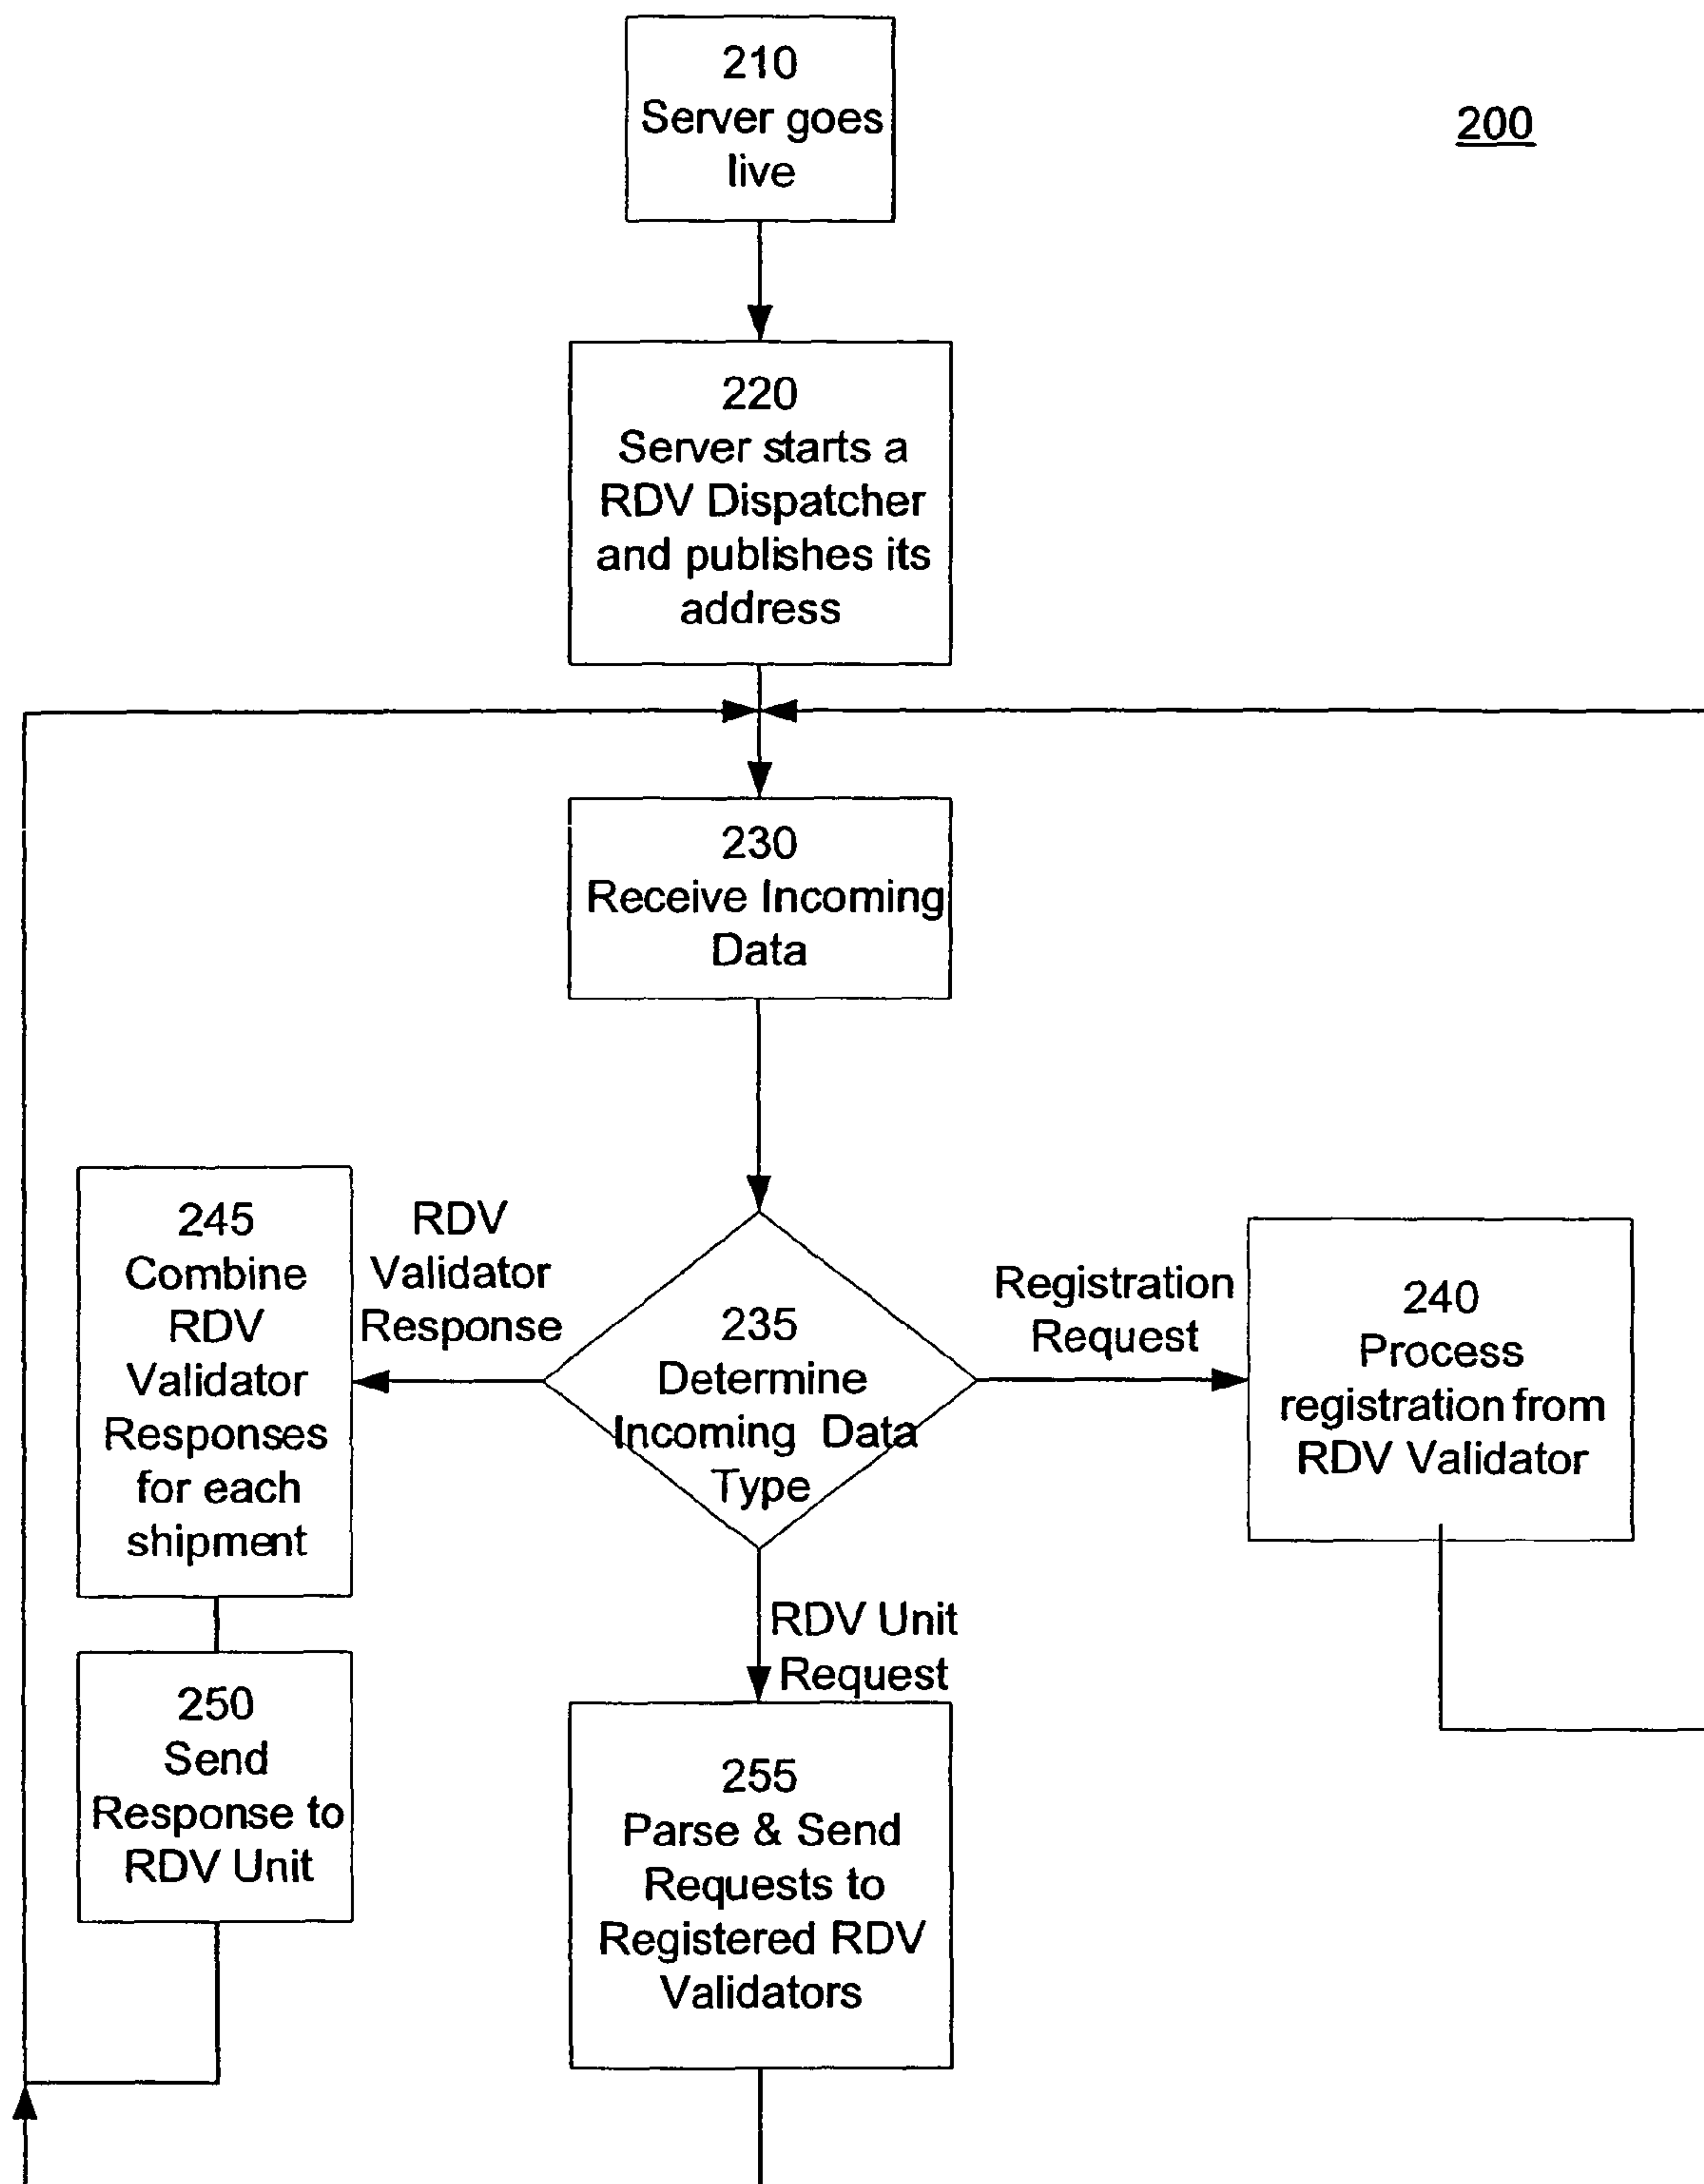 210
Server goes
live
200
220
Server starts a
RDV Dispatcher
and publishes its
address
230
Receive Incoming
Data
245
Combine
RDV
Validator
Responses
for each
shipment
RDV
Validator
Response
235
Determine
Incoming Data
Type
Registration
Request
240
Process
registration from
RDV Validator
RDV Unit
Request
250
Send
Response to
RDV Unit
255
Parse & Send
Requests to
Registered RDV
Validators